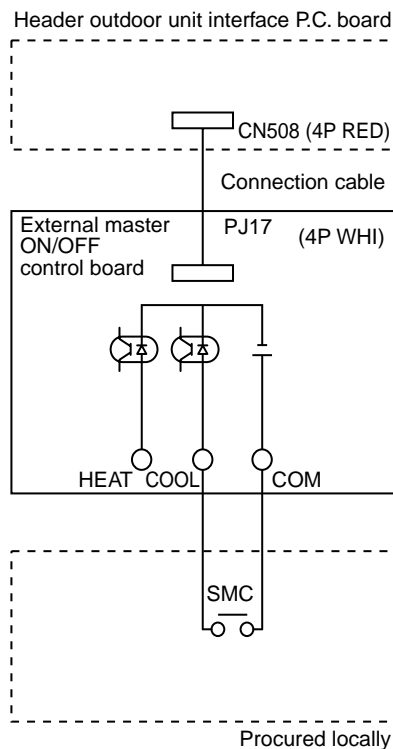 Header outdoor unit interface P.C. board
CN508 (4P RED)
Connection cable
External master
ON/OFF
control board
PJ17
(4P WHI)
HEAT COOL COM
SMC
Procured locally